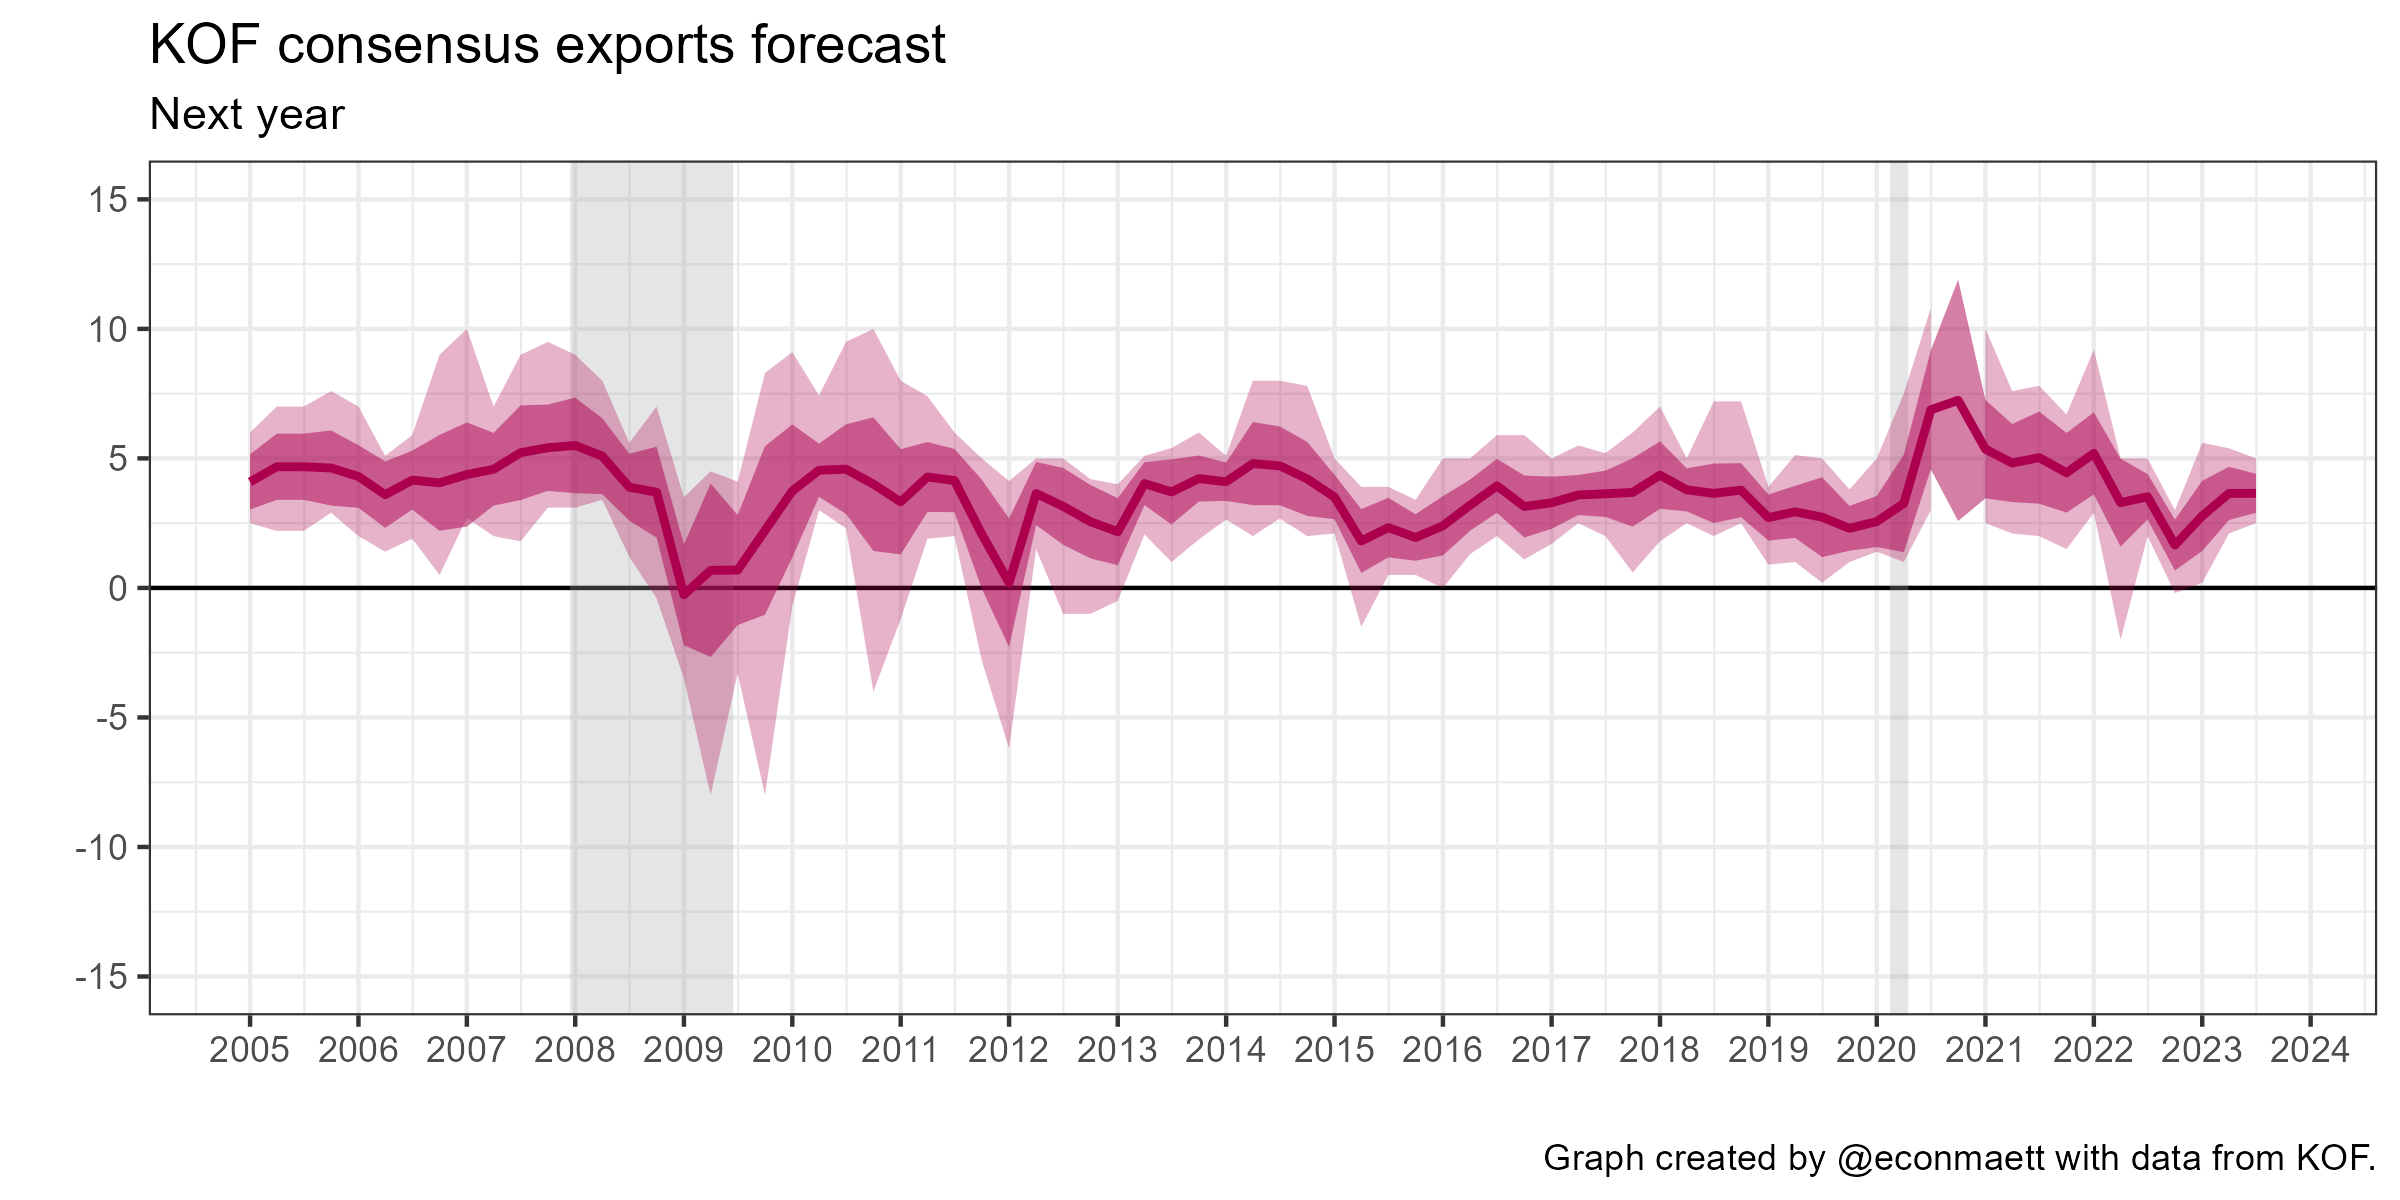 KOF consensus exports forecast
Next year
15
10
5
0
-5
-10
-15
2005 2006 2007 2008 2009 2010 2011 2012 2013 2014 2015 2016 2017 2018 2019 2020 2021 2022 2023 2024
Graph created by @econmaett with data from KOF.